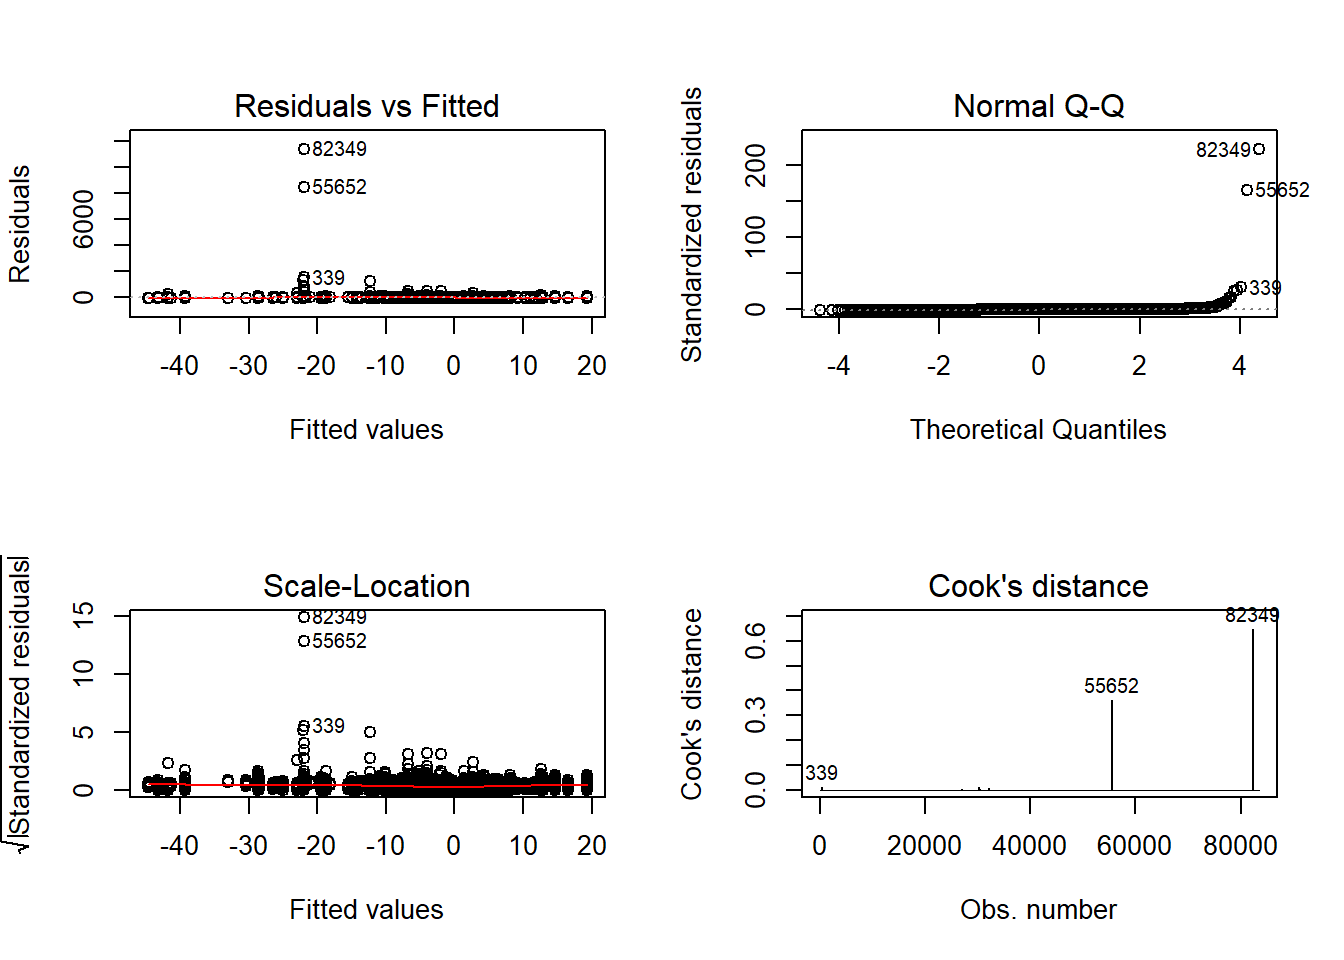 Residuals vs Fitted
Residuals
6000
0
82349
55652
339
-40 -30 -20 -10 0 10 20
Fitted values
Normal Q-Q
Standardized residuals
200
100
0
82349
55652
339
-4 -2 0 2 4
Theoretical Quantiles
Scale-Location
√|Standardized residuals|
15
10
5
0
82349
55652
339
-40 -30 -20 -10 0 10 20
Fitted values
Cook's distance
Cook's distance
0.6
0.3
0.0
82349
55652
339
0 20000 40000 60000 80000
Obs. number